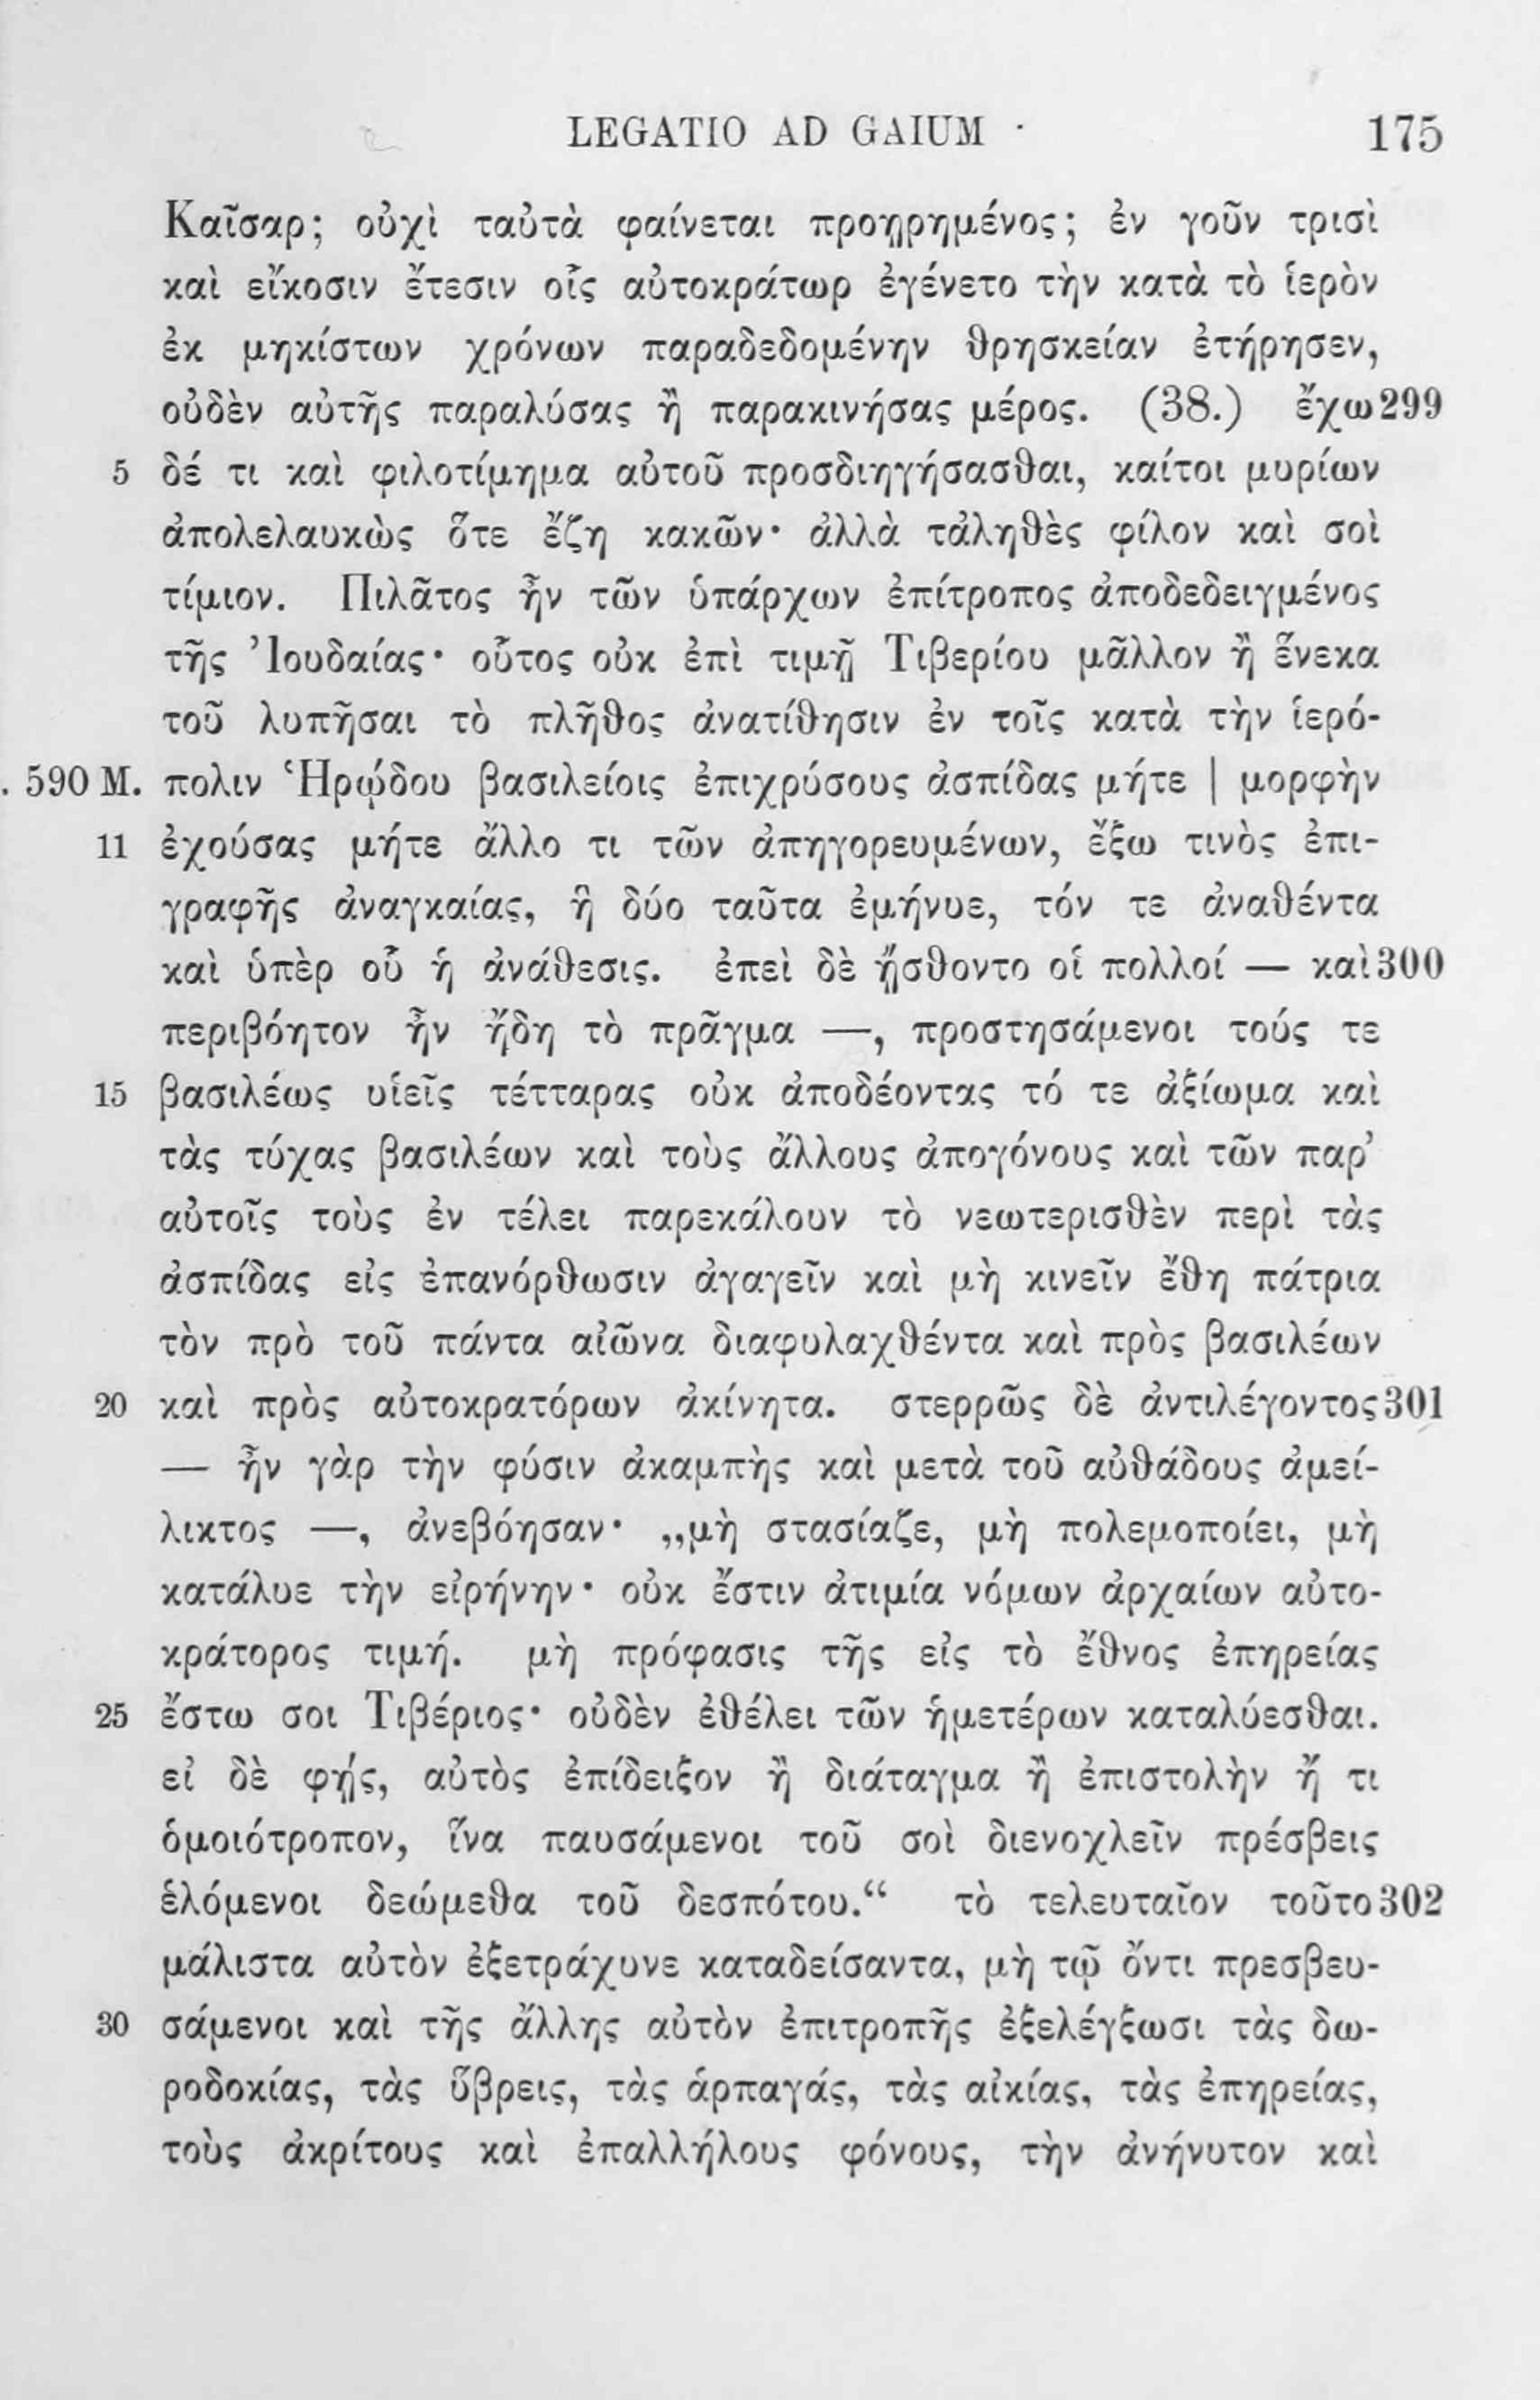 LEGATIO AD GAIUM 175
Καῖσαρ; οὐχὶ ταὐτὰ φαίνεται προῃρημένος; ἐν γοῦν τρισὶ
καὶ εἴκοσιν ἔτεσιν οἷς αὐτοκράτωρ ἐγένετο τὴν κατὰ τὸ ἱερὸν
ἐκ μηκίστων χρόνων παραδεδομένην θρησκείαν ἐτήρησεν,
οὐδὲν αὐτῆς παραλύσας ἢ παρακινήσας μέρος. (38.) ἔχω 299
5 δέ τι καὶ φιλοτίμημα αὐτοῦ προσδιηγήσασθαι, καίτοι μυρίων
ἀπολελαυκὼς ὅτε ἔζη κακῶν· ἀλλὰ τἀληθὲς φίλον καὶ σοὶ
τίμιον. Πιλᾶτος ἦν τῶν ὑπάρχων ἐπίτροπος ἀποδεδειγμένος
τῆς Ἰουδαίας· οὗτος οὐκ ἐπὶ τιμῇ Τιβερίου μᾶλλον ἢ ἕνεκα
τοῦ λυπῆσαι τὸ πλῆθος ἀνατίθησιν ἐν τοῖς κατὰ τὴν ἱερό-
. 590 M. πολιν Ἡρῴδου βασιλείοις ἐπιχρύσους ἀσπίδας μήτε | μορφὴν
11 ἐχούσας μήτε ἄλλο τι τῶν ἀπηγορευμένων, ἔξω τινὸς ἐπι-
γραφῆς ἀναγκαίας, ἣ δύο ταῦτα ἐμήνυε, τόν τε ἀναθέντα
καὶ ὑπὲρ οὗ ἡ ἀνάθεσις. ἐπεὶ δὲ ᾔσθοντο οἱ πολλοί — καὶ 300
περιβόητον ἦν ἤδη τὸ πρᾶγμα —, προστησάμενοι τούς τε
15 βασιλέως υἱεῖς τέτταρας οὐκ ἀποδέοντας τό τε ἀξίωμα καὶ
τὰς τύχας βασιλέων καὶ τοὺς ἄλλους ἀπογόνους καὶ τῶν παρ’
αὐτοῖς τοὺς ἐν τέλει παρεκάλουν τὸ νεωτερισθὲν περὶ τὰς
ἀσπίδας εἰς ἐπανόρθωσιν ἀγαγεῖν καὶ μὴ κινεῖν ἔθη πάτρια
τὸν πρὸ τοῦ πάντα αἰῶνα διαφυλαχθέντα καὶ πρὸς βασιλέων
20 καὶ πρὸς αὐτοκρατόρων ἀκίνητα. στερρῶς δὲ ἀντιλέγοντος 301
— ἦν γὰρ τὴν φύσιν ἀκαμπὴς καὶ μετὰ τοῦ αὐθάδους ἀμεί-
λικτος —, ἀνεβόησαν· „μὴ στασίαζε, μὴ πολεμοποίει, μὴ
κατάλυε τὴν εἰρήνην· οὐκ ἔστιν ἀτιμία νόμων ἀρχαίων αὐτο-
κράτορος τιμή. μὴ πρόφασις τῆς εἰς τὸ ἔθνος ἐπηρείας
25 ἔστω σοι Τιβέριος· οὐδὲν ἐθέλει τῶν ἡμετέρων καταλύεσθαι.
εἰ δὲ φῄς, αὐτὸς ἐπίδειξον ἢ διάταγμα ἢ ἐπιστολὴν ἤ τι
ὁμοιότροπον, ἵνα παυσάμενοι τοῦ σοὶ διενοχλεῖν πρέσβεις
ἑλόμενοι δεώμεθα τοῦ δεσπότου.“ τὸ τελευταῖον τοῦτο 302
μάλιστα αὐτὸν ἐξετράχυνε καταδείσαντα, μὴ τῷ ὄντι πρεσβευ-
30 σάμενοι καὶ τῆς ἄλλης αὐτὸν ἐπιτροπῆς ἐξελέγξωσι τὰς δω-
ροδοκίας, τὰς ὕβρεις, τὰς ἁρπαγάς, τὰς αἰκίας, τὰς ἐπηρείας,
τοὺς ἀκρίτους καὶ ἐπαλλήλους φόνους, τὴν ἀνήνυτον καὶ